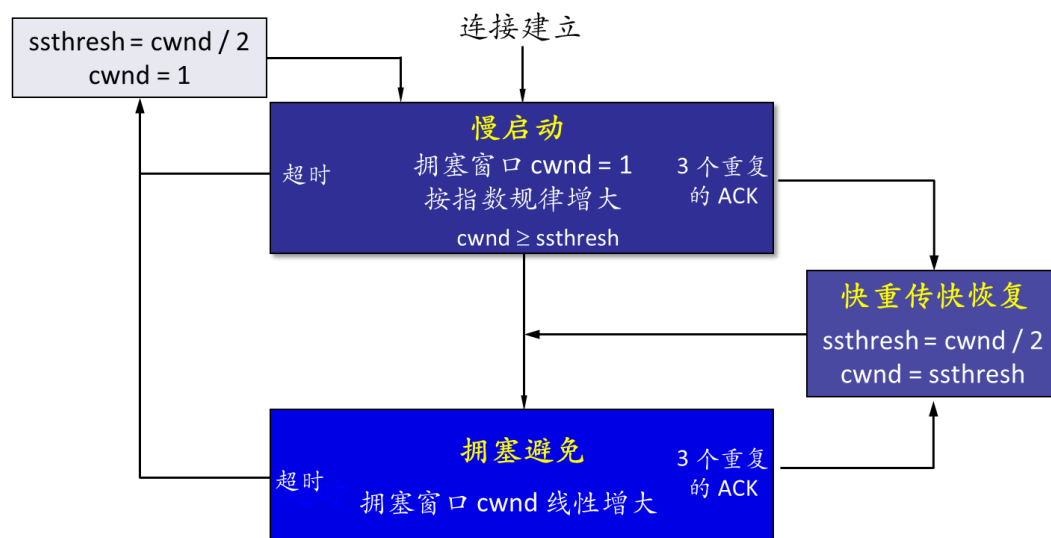 连接建立
ssthresh = cwnd / 2
cwnd = 1
慢启动
拥塞窗口 cwnd = 1
按指数规律增大
cwnd ≥ ssthresh
超时
3 个重复
的 ACK
快重传快恢复
ssthresh = cwnd / 2
cwnd = ssthresh
拥塞避免
拥塞窗口 cwnd 线性增大
超时
3 个重复
的 ACK